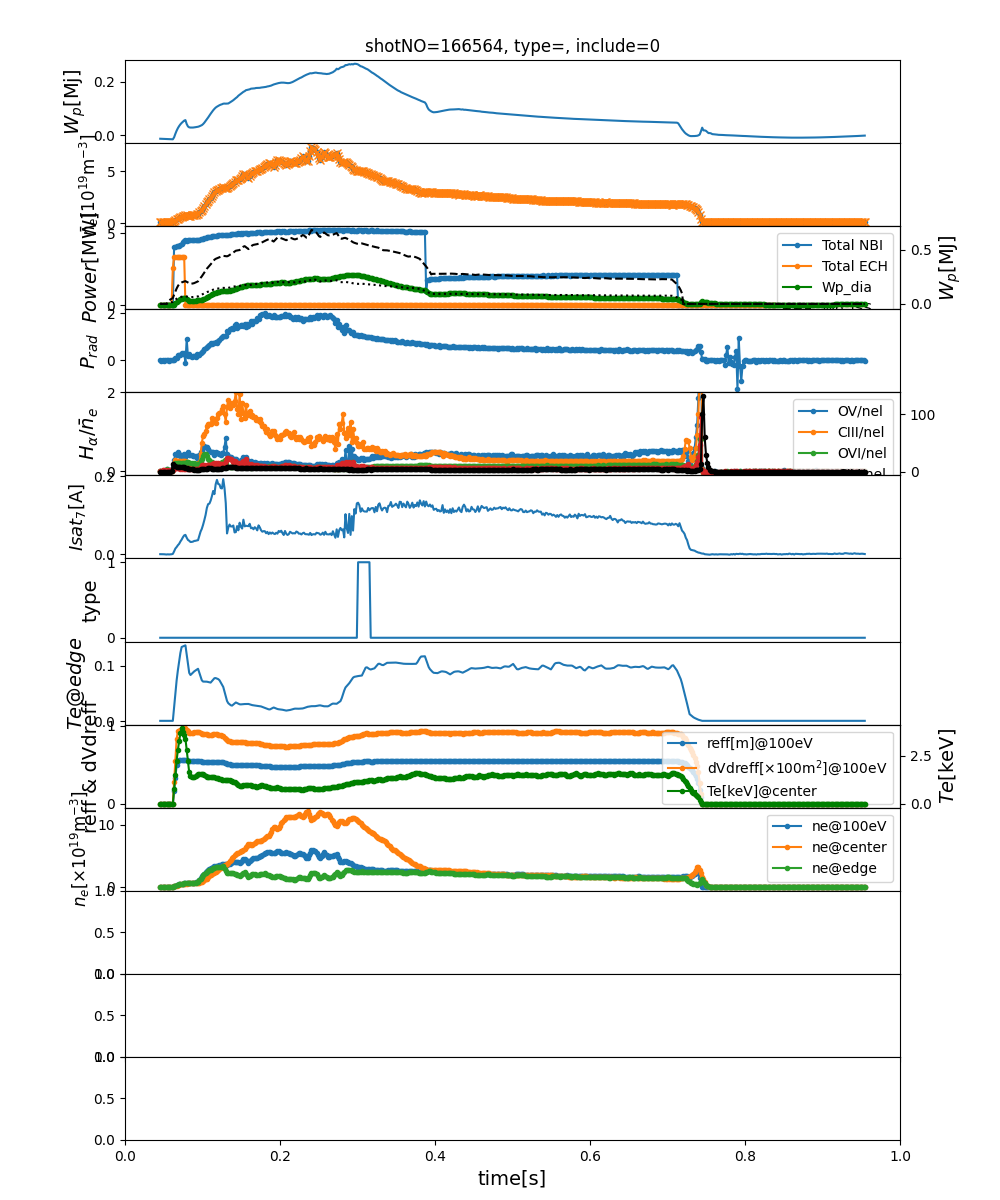 shotNO=166564, type=, include=0
W_p[MJ]
0.2
0.0
n̄_e[10^19m^-3]
5
0
Power[MW]
5
0
Total NBI
Total ECH
Wp_dia
0.5
0.0
W_p[MJ]
P_rad
2
0
H_α/n̄_e
2
0
OV/nel
CIII/nel
OVI/nel
100
0
Isat_7[A]
0.2
0.0
type
1
0
Te@edge
0.1
0.0
reff & dVdreff
1
0
reff[m]@100eV
dVdreff[×100m^2]@100eV
Te[keV]@center
2.5
0.0
Te[keV]
n_e[×10^19m^-3]
10
0
ne@100eV
ne@center
ne@edge
1.0
0.5
0.0
1.0
0.5
0.0
1.0
0.5
0.0
0.0 0.2 0.4 0.6 0.8 1.0
time[s]